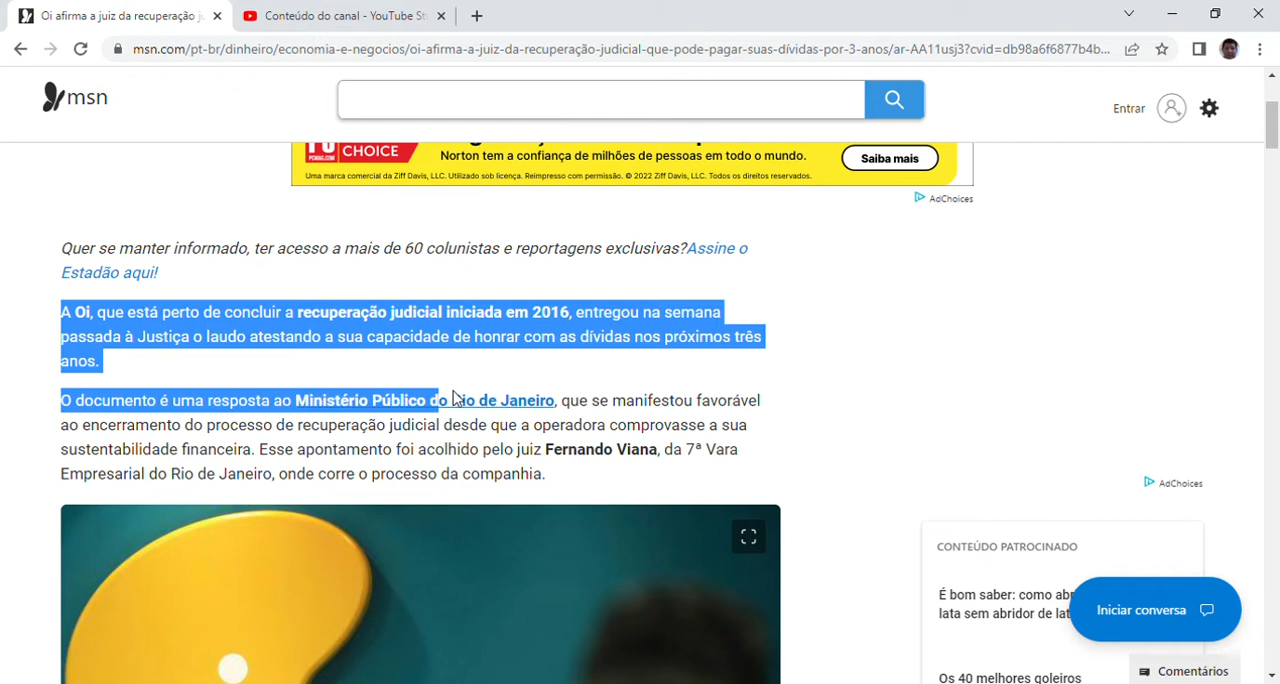 Oi afirma a juiz da recuperação j
Conteúdo do canal - YouTube St
msn.com/pt-br/dinheiro/economia-e-negocios/oi-afirma-a-juiz-da-recuperação-judicial-que-pode-pagar-suas-dívidas-por-3-anos/ar-AA11usj3?cvid=db98a6f6877b4b...
msn
Entrar
CHOICE
Norton tem a confiança de milhões de pessoas em todo o mundo.
Saiba mais
Uma marca comercial da Ziff Davis, LLC. Utilizado sob licença. Reimpresso com permissão. © 2022 Ziff Davis, LLC. Todos os direitos reservados.
AdChoices
Quer se manter informado, ter acesso a mais de 60 colunistas e reportagens exclusivas?Assine o
Estadão aqui!
A Oi, que está perto de concluir a recuperação judicial iniciada em 2016, entregou na semana
passada à Justiça o laudo atestando a sua capacidade de honrar com as dívidas nos próximos três
anos.
O documento é uma resposta ao Ministério Público do Rio de Janeiro, que se manifestou favorável
ao encerramento do processo de recuperação judicial desde que a operadora comprovasse a sua
sustentabilidade financeira. Esse apontamento foi acolhido pelo juiz Fernando Viana, da 7ª Vara
Empresarial do Rio de Janeiro, onde corre o processo da companhia.
AdChoices
CONTEÚDO PATROCINADO
É bom saber: como abr
lata sem abridor de lat
Iniciar conversa
Comentários
Os 40 melhores goleiros